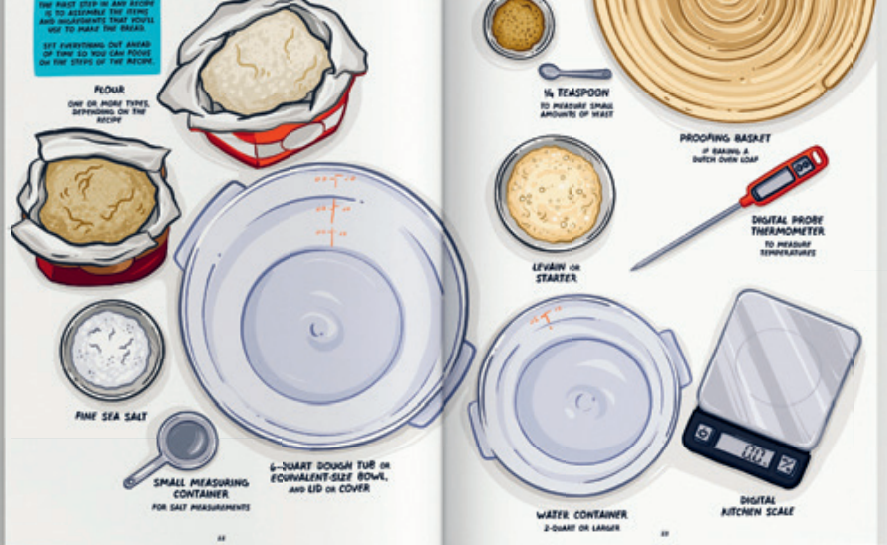 THE FIRST STEP IN ANY RECIPE
IS TO ASSEMBLE THE ITEMS
AND INGREDIENTS THAT YOU'LL
USE TO MAKE THE BREAD.
SET EVERYTHING OUT AHEAD
OF TIME SO YOU CAN FOCUS
ON THE STEPS OF THE RECIPE.
FLOUR
ONE OR MORE TYPES,
DEPENDING ON THE
RECIPE
FINE SEA SALT
SMALL MEASURING
CONTAINER
FOR SALT MEASUREMENTS
6-QUART DOUGH TUB OR
EQUIVALENT-SIZE BOWL,
AND LID OR COVER
¼ TEASPOON
TO MEASURE SMALL
AMOUNTS OF YEAST
PROOFING BASKET
IF BAKING A
DUTCH OVEN LOAF
DIGITAL PROBE
THERMOMETER
TO MEASURE
TEMPERATURES
LEVAIN OR
STARTER
WATER CONTAINER
2-QUART OR LARGER
DIGITAL
KITCHEN SCALE